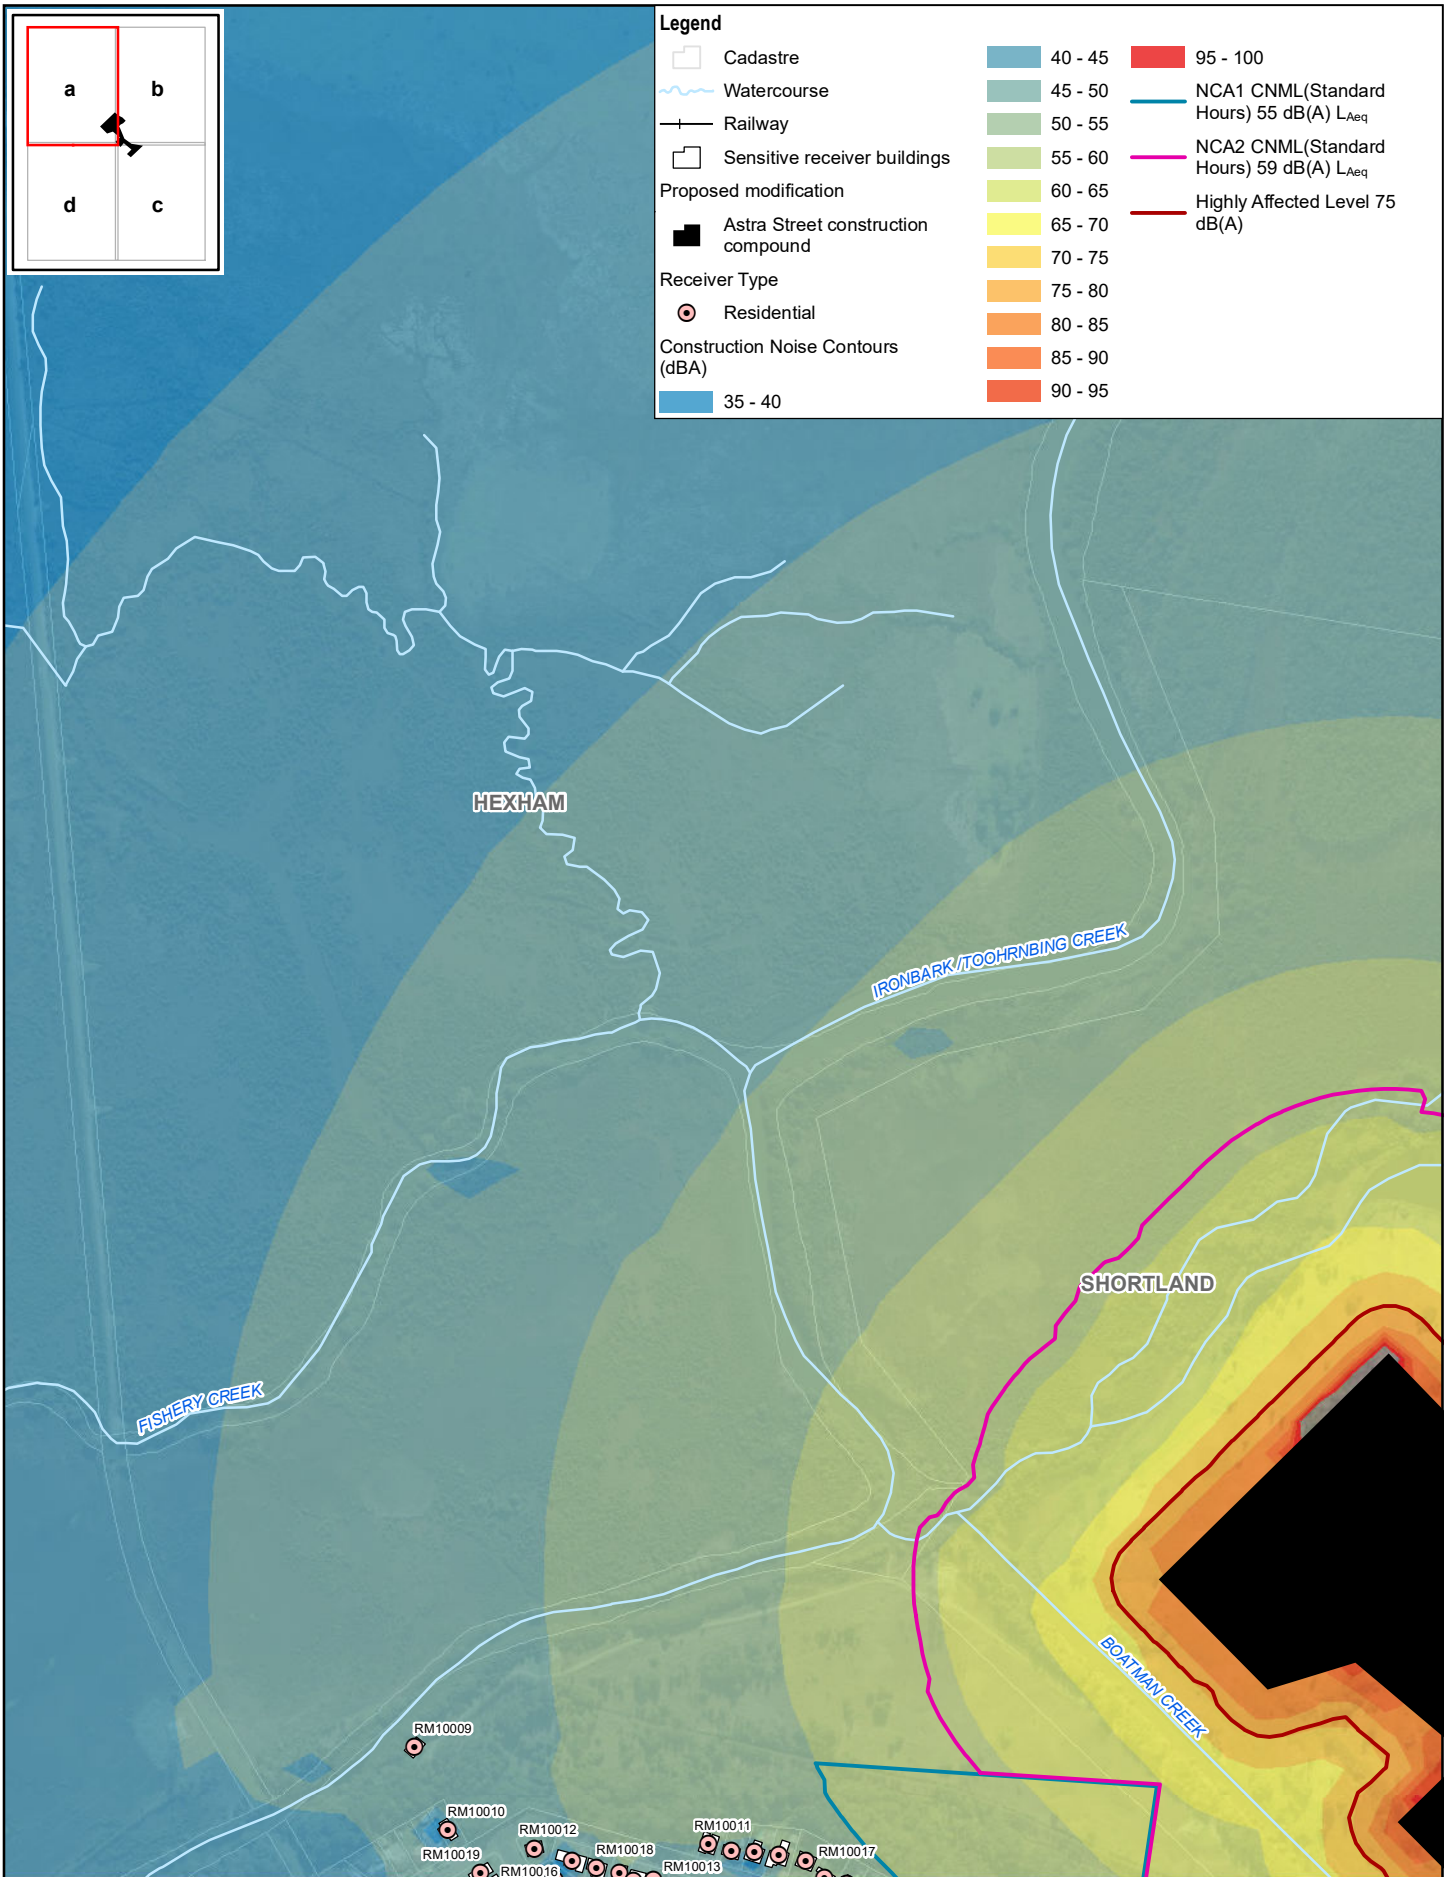 a
b
d
c
Legend
Cadastre
Watercourse
Railway
Sensitive receiver buildings
Proposed modification
Astra Street construction
compound
Receiver Type
Residential
Construction Noise Contours
(dBA)
35 - 40
40 - 45
45 - 50
50 - 55
55 - 60
60 - 65
65 - 70
70 - 75
75 - 80
80 - 85
85 - 90
90 - 95
95 - 100
NCA1 CNML(Standard
Hours) 55 dB(A) LAeq
NCA2 CNML(Standard
Hours) 59 dB(A) LAeq
Highly Affected Level 75
dB(A)
HEXHAM
IRONBARK /TOOHRNBING CREEK
SHORTLAND
FISHERY CREEK
BOATMAN CREEK
RM10009
RM10010
RM10011
RM10012
RM10018
RM10017
RM10019
RM10016
RM10013